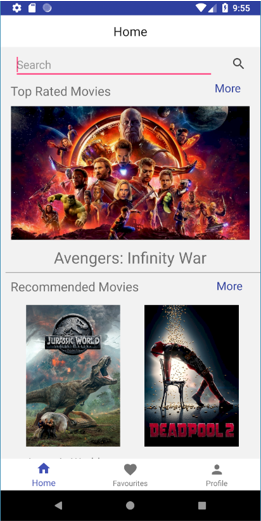 9:55
Home
Search
Top Rated Movies
More
Avengers: Infinity War
Recommended Movies
More
JURASSIC WORLD
DEADPOOL 2
Home
Favourites
Profile